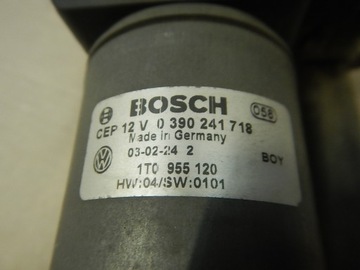 BOSCH 058
CEP 12 V 0 390 241 718
Made in Germany
03-02-24 2
BOY
1T0 955 120
HW:04/SW:0101